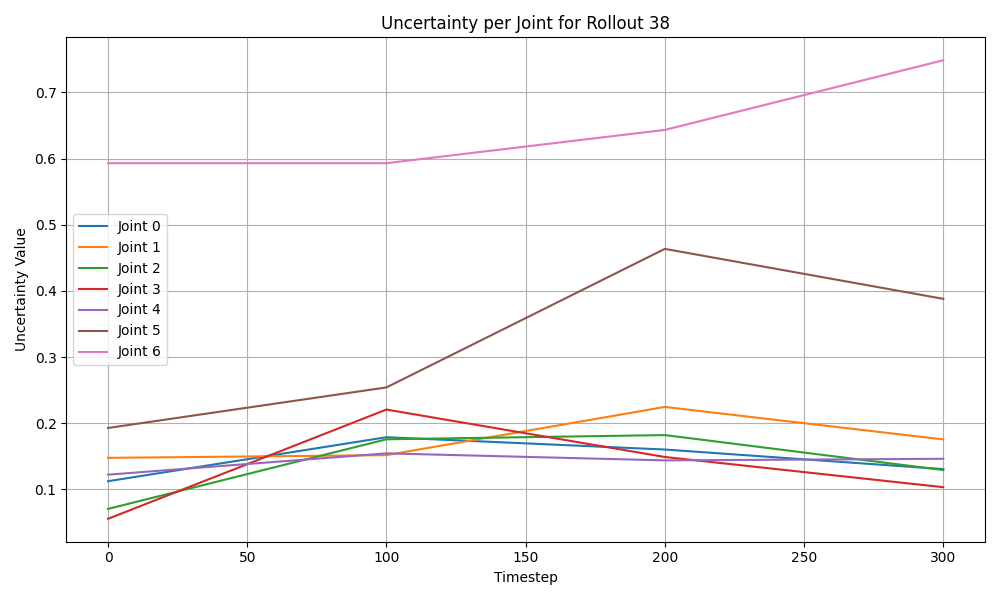 Uncertainty per Joint for Rollout 38
Uncertainty Value
0.7
0.6
0.5
0.4
0.3
0.2
0.1
Joint 0
Joint 1
Joint 2
Joint 3
Joint 4
Joint 5
Joint 6
0 50 100 150 200 250 300
Timestep